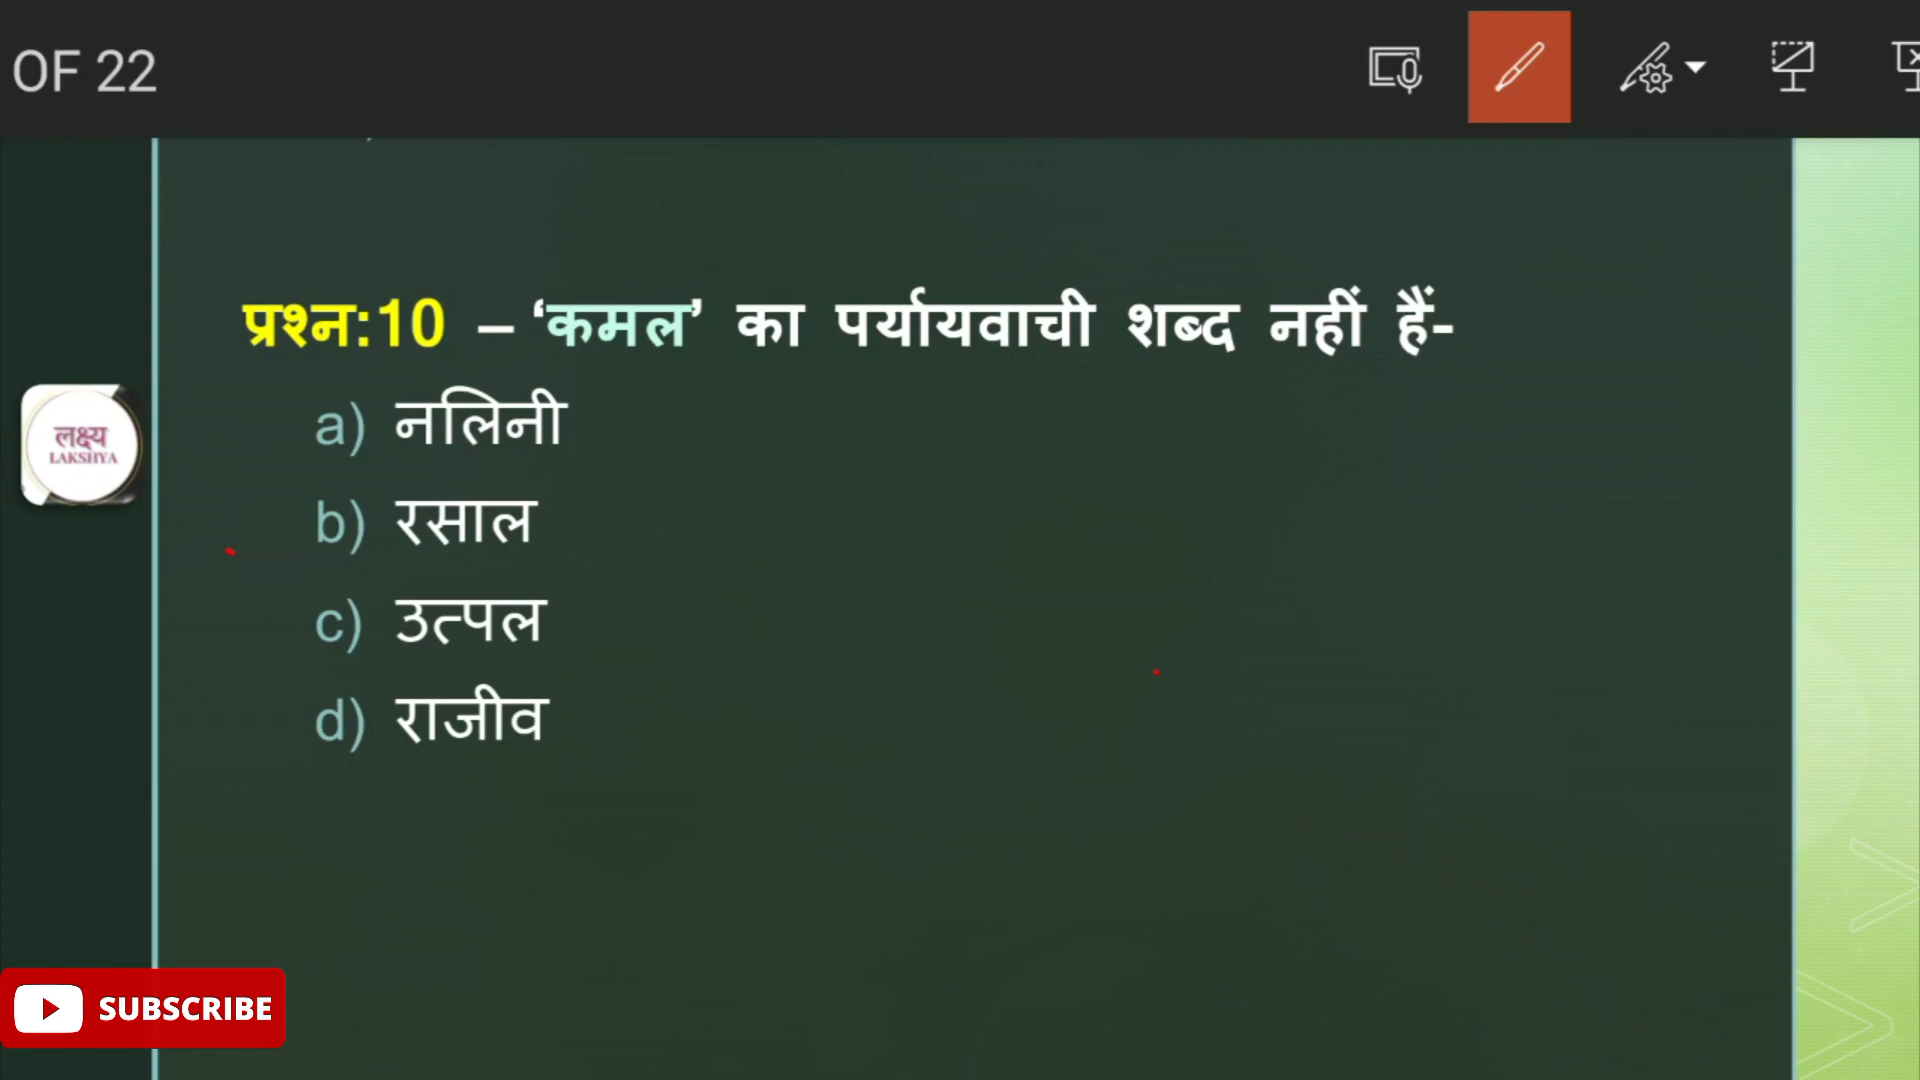 OF 22
प्रश्न:10 – ‘कमल’ का पर्यायवाची शब्द नहीं हैं-
a) नलिनी
लक्ष्य
LAKSHYA
b) रसाल
c) उत्पल
d) राजीव
SUBSCRIBE